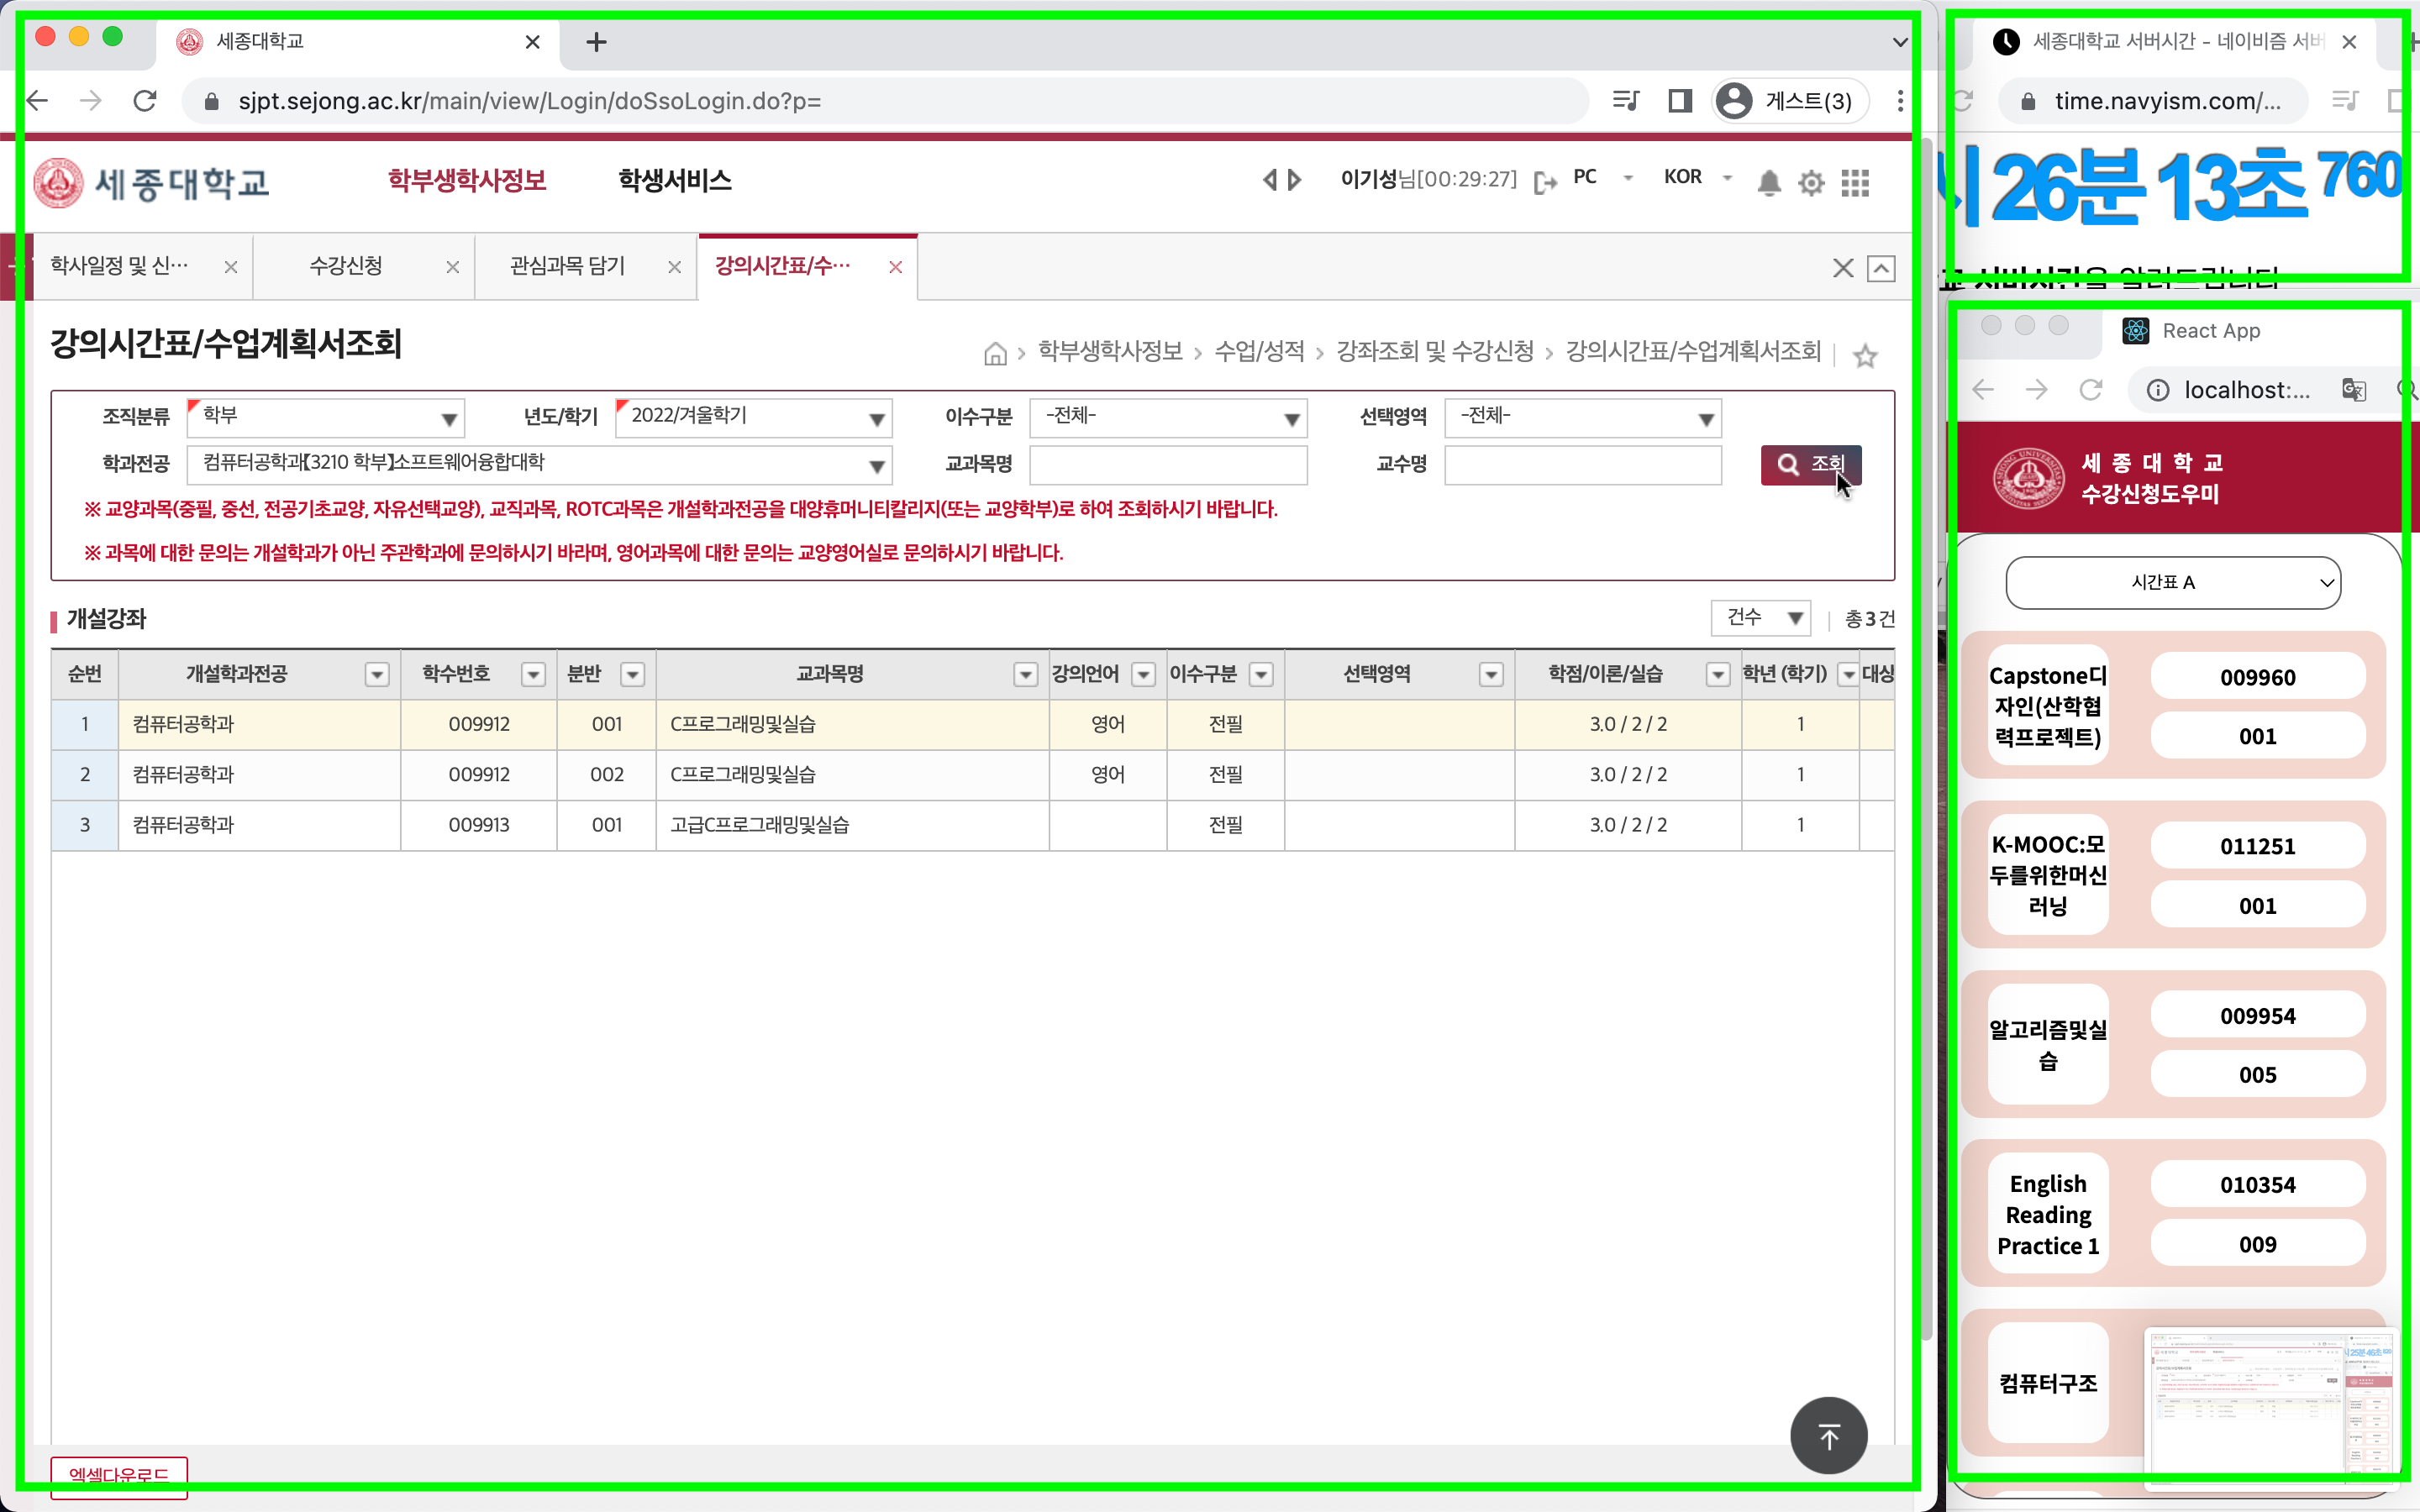 세종대학교
sjpt.sejong.ac.kr/main/view/Login/doSsoLogin.do?p=
게스트(3)
세종대학교
학부생학사정보
학생서비스
이기성님[00:29:27]
PC
KOR
학사일정 및 신…
수강신청
관심과목 담기
강의시간표/수…
강의시간표/수업계획서조회
학부생학사정보 > 수업/성적 > 강좌조회 및 수강신청 > 강의시간표/수업계획서조회
조직분류 학부 년도/학기 2022/겨울학기 이수구분 -전체- 선택영역 -전체-
학과전공 컴퓨터공학과【3210 학부】소프트웨어융합대학 교과목명 교수명 조회
※ 교양과목(중필, 중선, 전공기초교양, 자유선택교양), 교직과목, ROTC과목은 개설학과전공을 대양휴머니티칼리지(또는 교양학부)로 하여 조회하시기 바랍니다.
※ 과목에 대한 문의는 개설학과가 아닌 주관학과에 문의하시기 바라며, 영어과목에 대한 문의는 교양영어실로 문의하시기 바랍니다.
개설강좌
건수
총 3 건
순번 개설학과전공 학수번호 분반 교과목명 강의언어 이수구분 선택영역 학점/이론/실습 학년 (학기) 대상
1 컴퓨터공학과 009912 001 C프로그래밍및실습 영어 전필 3.0 / 2 / 2 1
2 컴퓨터공학과 009912 002 C프로그래밍및실습 영어 전필 3.0 / 2 / 2 1
3 컴퓨터공학과 009913 001 고급C프로그래밍및실습 전필 3.0 / 2 / 2 1
엑셀다운로드
세종대학교 서버시간 - 네이비즘 서버
time.navyism.com/...
시 26분 13초 760
교 서버시간을 알려드립니다
React App
localhost:...
세종대학교
수강신청도우미
시간표 A
Capstone디
자인(산학협
력프로젝트)
009960
001
K-MOOC:모
두를위한머신
러닝
011251
001
알고리즘및실
습
009954
005
English
Reading
Practice 1
010354
009
컴퓨터구조
시 25분 46초